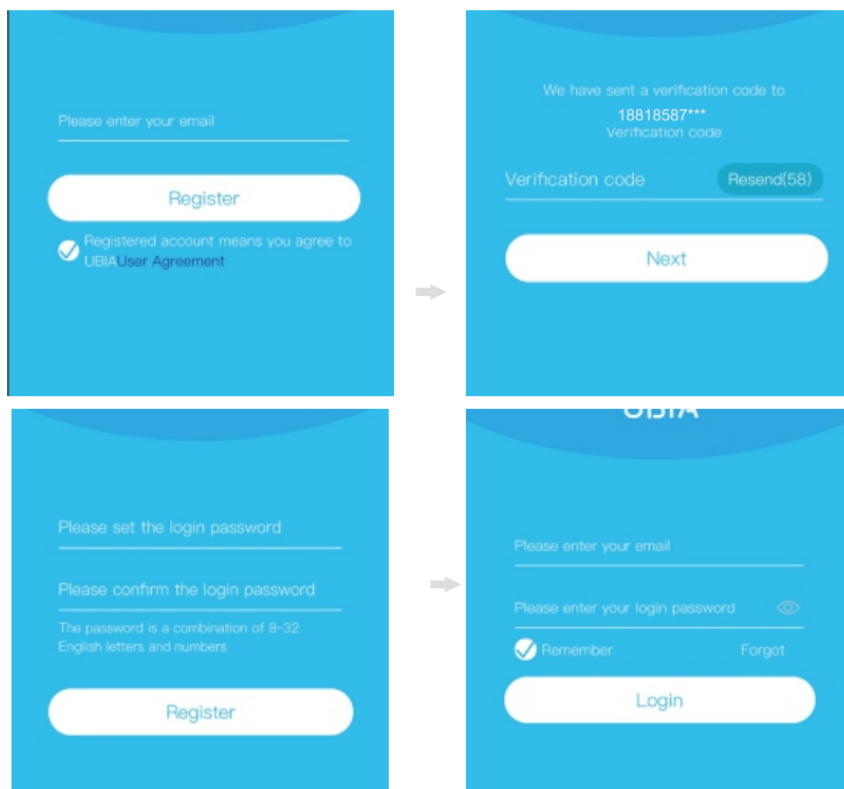 Please enter your email
Register
Registered account means you agree to
UBIAUser Agreement
We have sent a verification code to
18818587***
Verification code
Verification code
Resend(58)
Next
Please set the login password
Please confirm the login password
The password is a combination of 8-32
English letters and numbers
Register
UBIA
Please enter your email
Please enter your login password
Remember
Forgot
Login